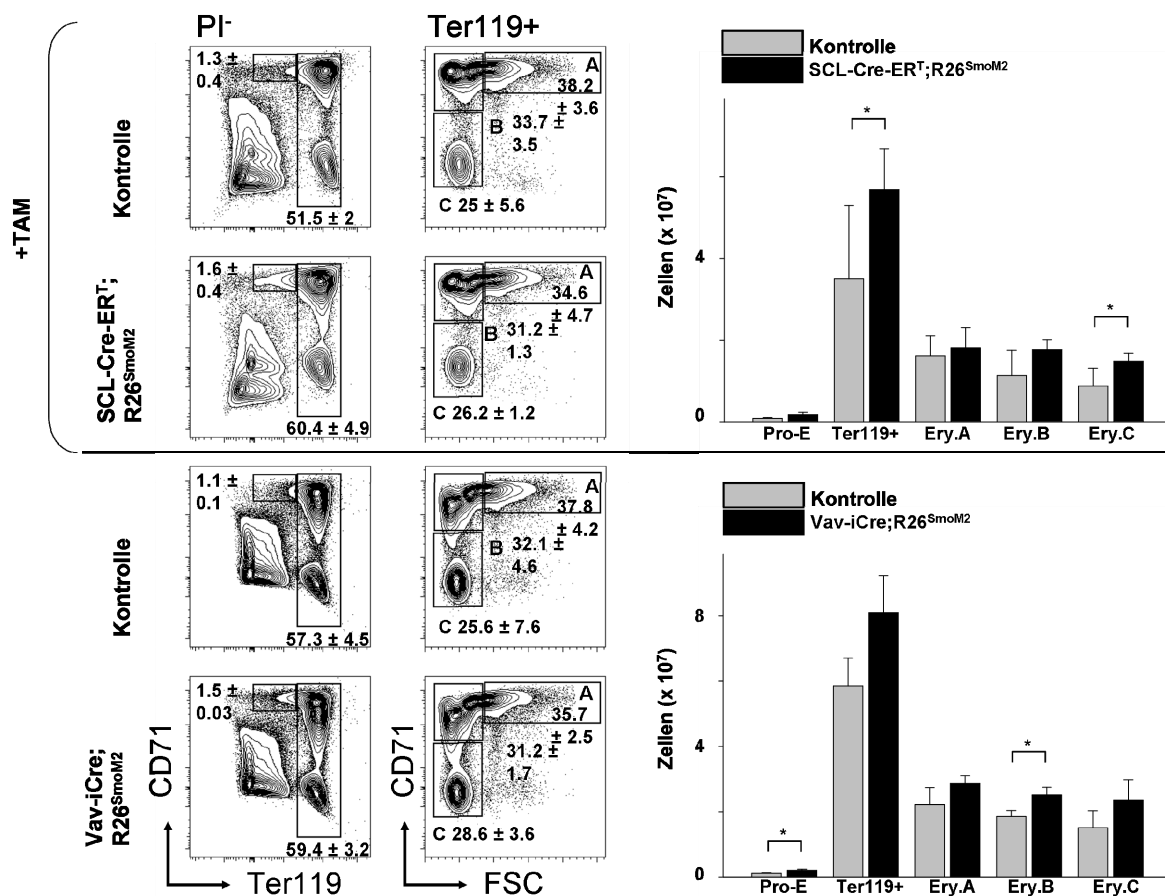 PI-
Ter119+
+TAM
Kontrolle
1.3 ±
0.4
51.5 ± 2
A
38.2
± 3.6
B 33.7 ±
3.5
C 25 ± 5.6
SCL-Cre-ERT;
R26SmoM2
1.6 ±
0.4
60.4 ± 4.9
A
34.6
± 4.7
B 31.2 ±
1.3
C 26.2 ± 1.2
Kontrolle
SCL-Cre-ERT;R26SmoM2
Zellen (x 10⁷)
4
0
*
*
Pro-E Ter119+ Ery.A Ery.B Ery.C
Kontrolle
1.1 ±
0.1
57.3 ± 4.5
A
37.8
± 4.2
B 32.1 ±
4.6
C 25.6 ± 7.6
Vav-iCre;
R26SmoM2
1.5 ±
0.03
59.4 ± 3.2
A
35.7
± 2.5
31.2 ±
1.7
C 28.6 ± 3.6
CD71
Ter119
CD71
FSC
Kontrolle
Vav-iCre;R26SmoM2
Zellen (x 10⁷)
8
4
0
*
*
Pro-E Ter119+ Ery.A Ery.B Ery.C